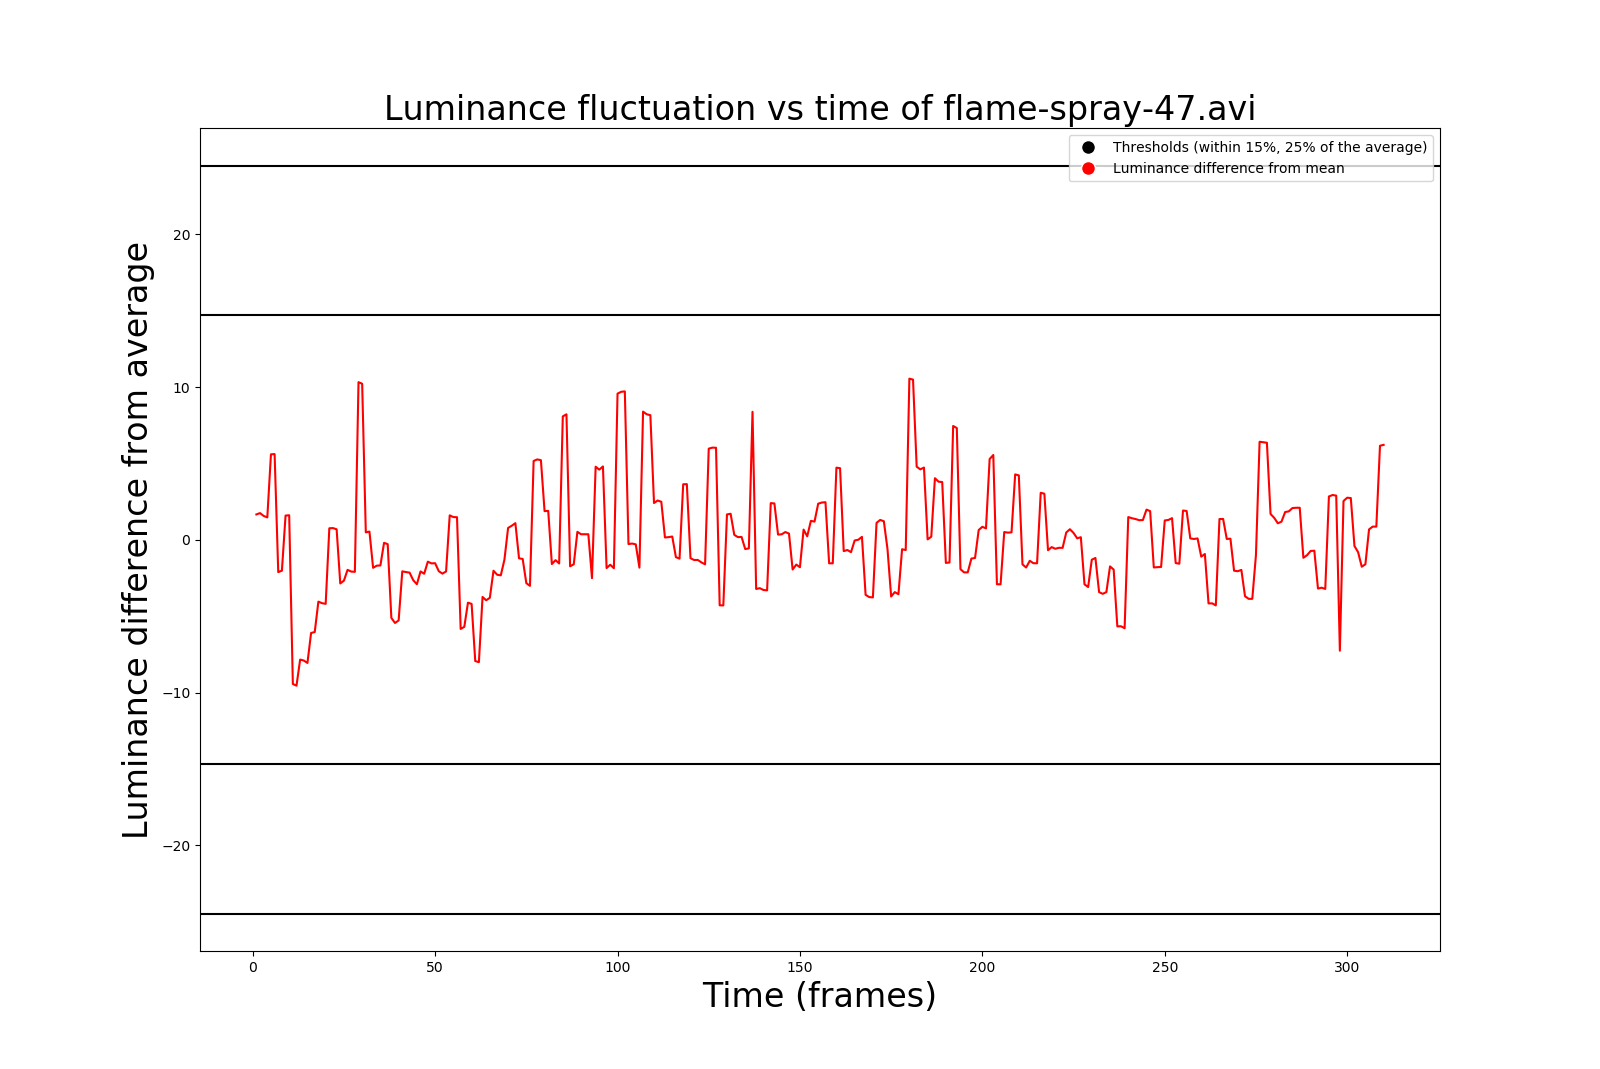 Luminance fluctuation vs time of flame-spray-47.avi
Thresholds (within 15%, 25% of the average)
Luminance difference from mean
Luminance difference from average
20
10
0
−10
−20
0 50 100 150 200 250 300
Time (frames)